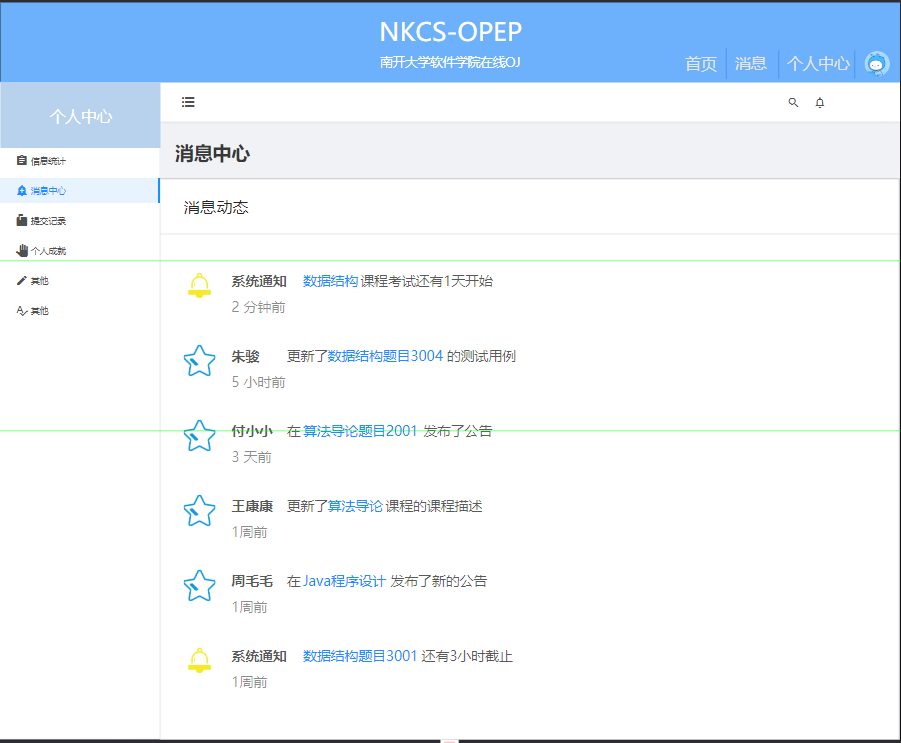 NKCS-OPEP
南开大学软件学院在线OJ
首页 消息 个人中心
个人中心
信息统计
消息中心
提交记录
个人成就
其他
其他
消息中心
消息动态
系统通知 数据结构 课程考试还有1天开始
2 分钟前
朱骏 更新了数据结构题目3004 的测试用例
5 小时前
付小小 在 算法导论题目2001 发布了公告
3 天前
王康康 更新了算法导论 课程的课程描述
1周前
周毛毛 在 Java程序设计 发布了新的公告
1周前
系统通知 数据结构题目3001 还有3小时截止
1周前